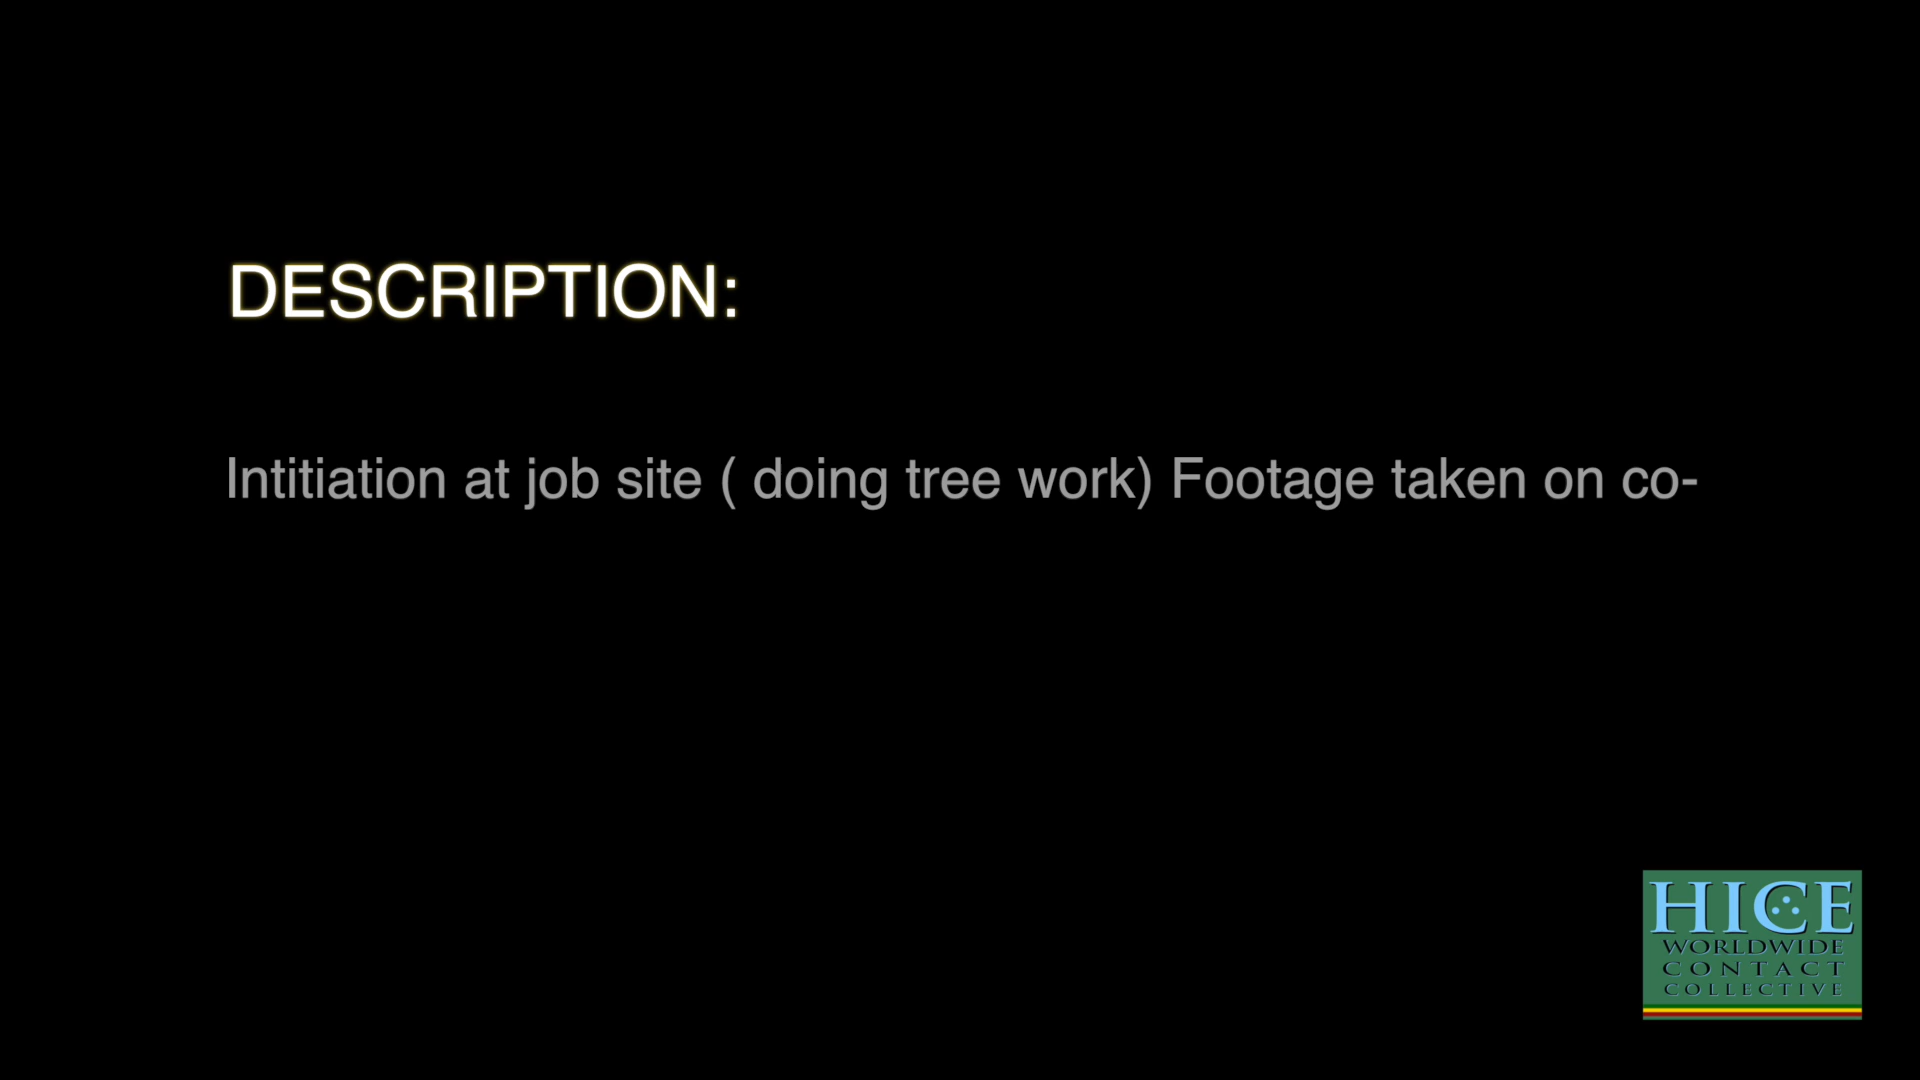 DESCRIPTION:
Intitiation at job site ( doing tree work) Footage taken on co-
HICE
WORLDWIDE
CONTACT
COLLECTIVE